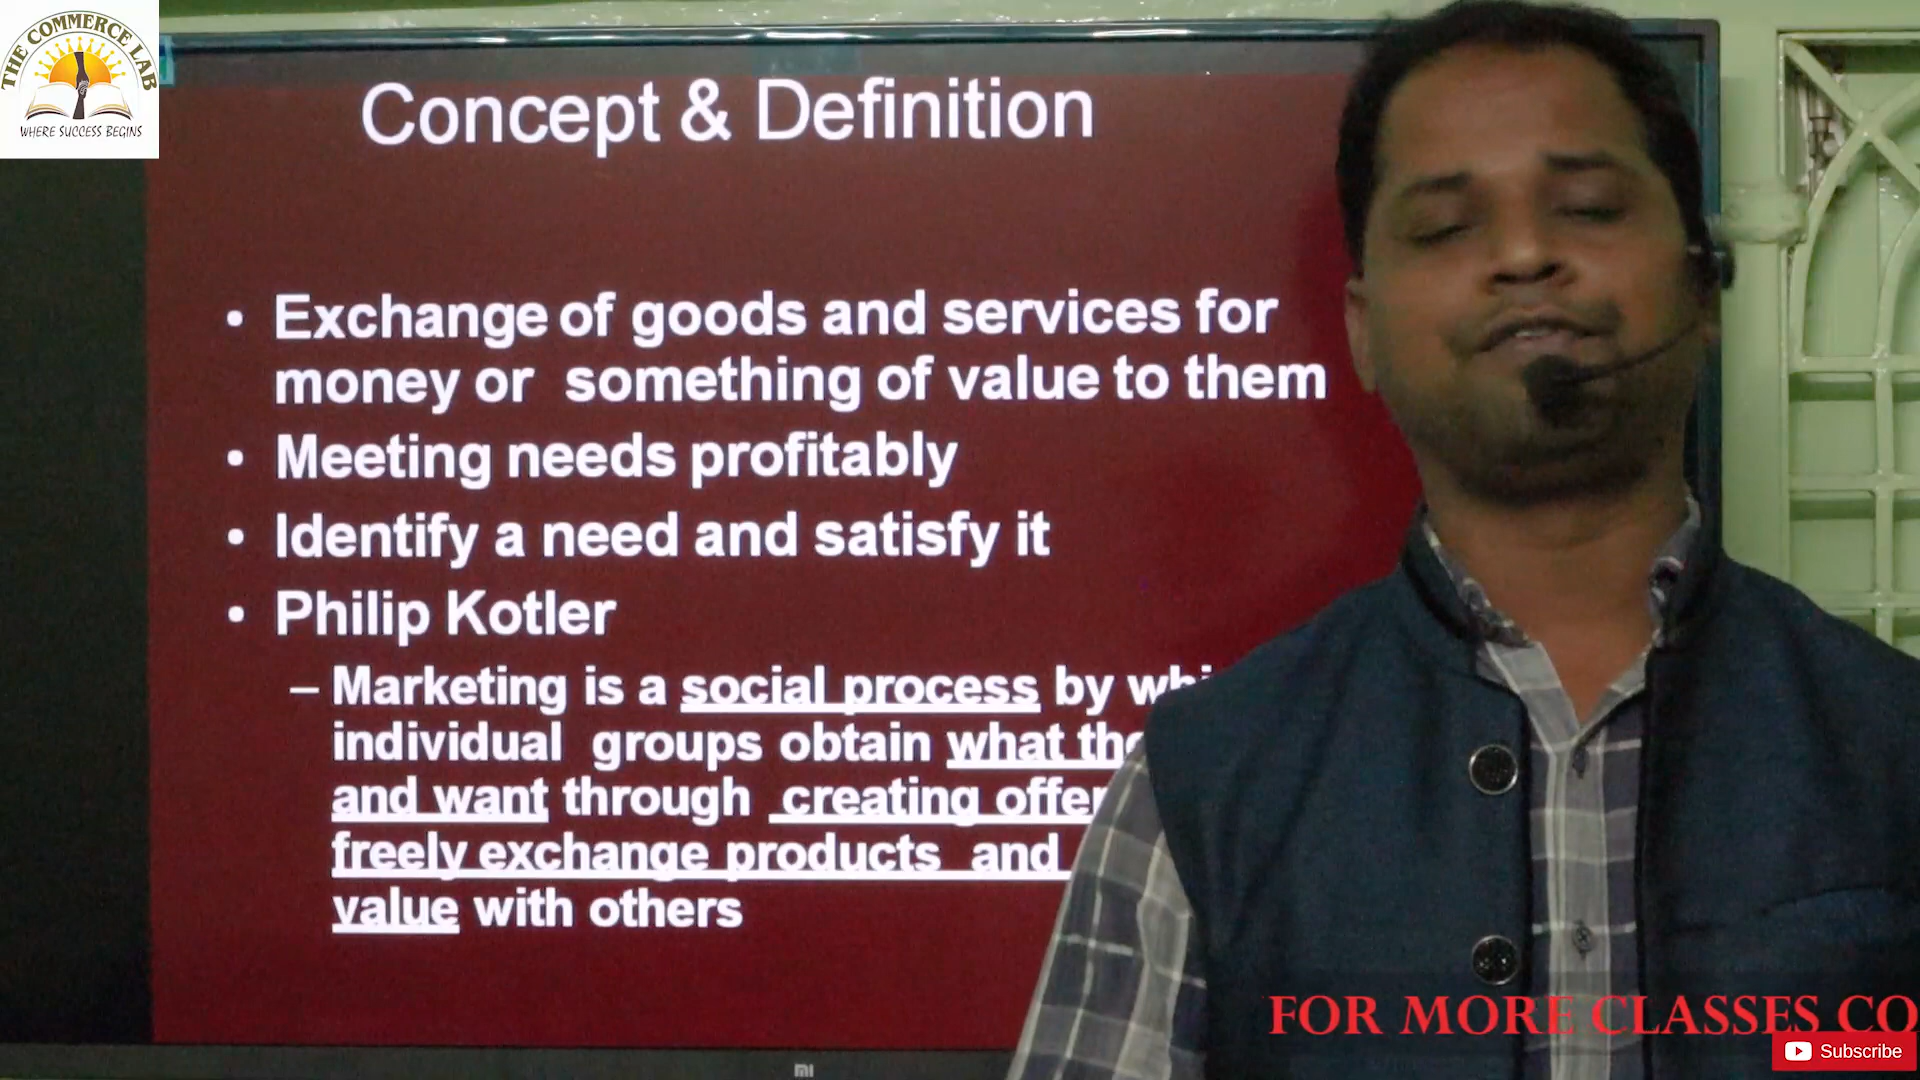 THE COMMERCE LAB
WHERE SUCCESS BEGINS
Concept & Definition
• Exchange of goods and services for
money or something of value to them
• Meeting needs profitably
• Identify a need and satisfy it
• Philip Kotler
– Marketing is a social process by
individual groups obtain what
and want through creating
freely exchange products and
value with others
FOR MORE CLASSES
Subscribe
mi